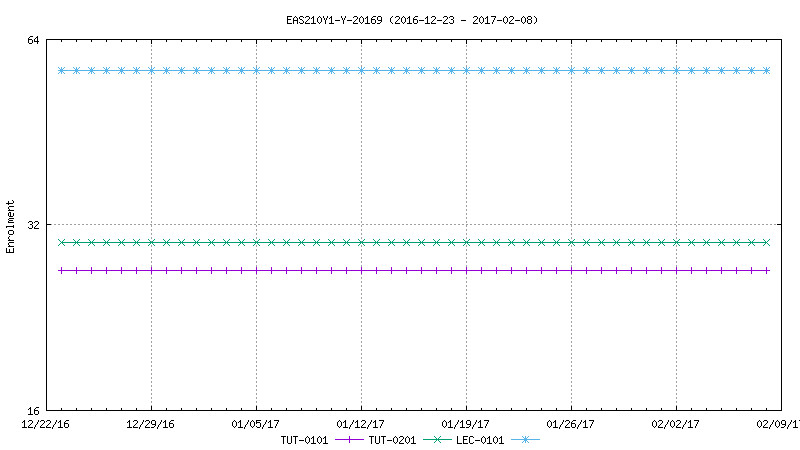 EAS210Y1-Y-20169 (2016-12-23 - 2017-02-08)
64
32
16
Enrolment
12/22/16 12/29/16 01/05/17 01/12/17 01/19/17 01/26/17 02/02/17 02/09/1
TUT-0101 TUT-0201 LEC-0101